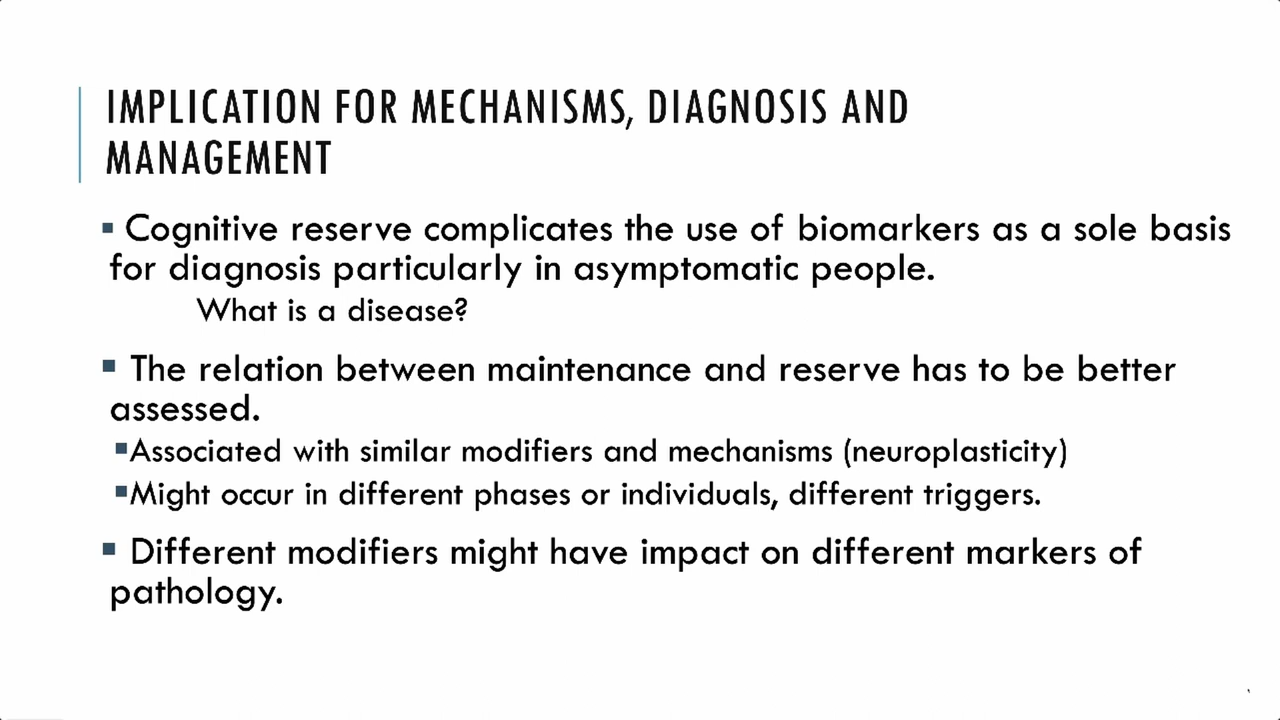 IMPLICATION FOR MECHANISMS, DIAGNOSIS AND
MANAGEMENT
▪ Cognitive reserve complicates the use of biomarkers as a sole basis
for diagnosis particularly in asymptomatic people.
What is a disease?
▪ The relation between maintenance and reserve has to be better
assessed.
▪Associated with similar modifiers and mechanisms (neuroplasticity)
▪Might occur in different phases or individuals, different triggers.
▪ Different modifiers might have impact on different markers of
pathology.